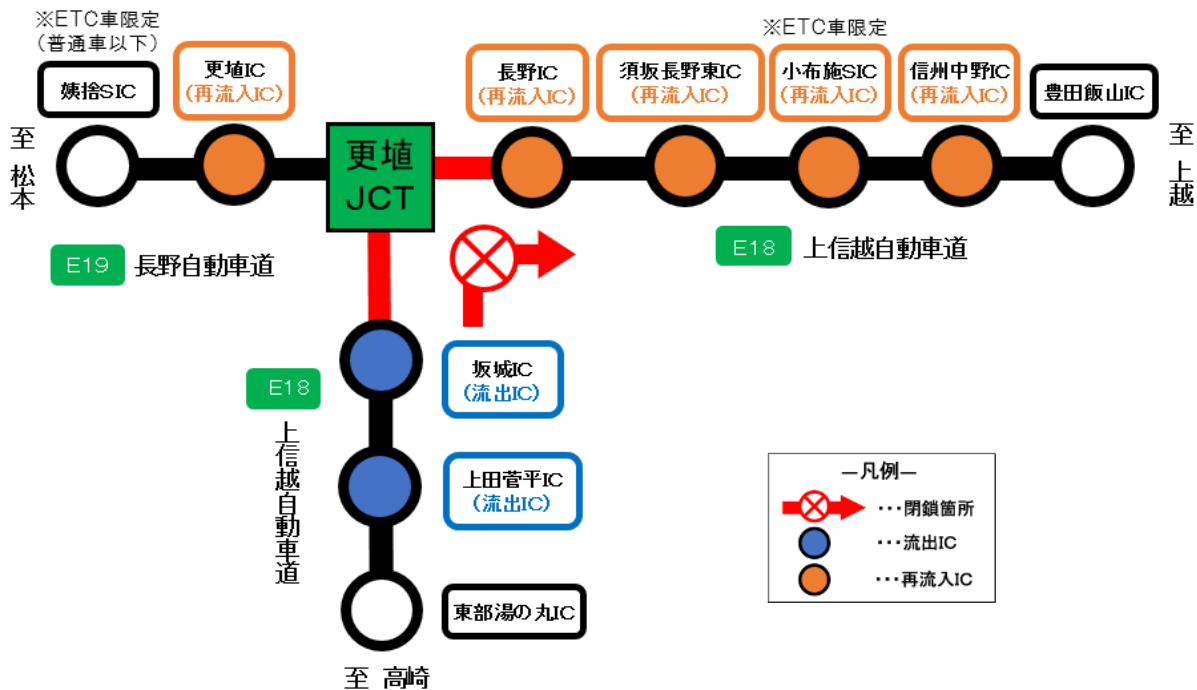 ※ETC車限定
(普通車以下)
姨捨SIC
更埴IC
(再流入IC)
※ETC車限定
長野IC
(再流入IC)
須坂長野東IC
(再流入IC)
小布施SIC
(再流入IC)
信州中野IC
(再流入IC)
豊田飯山IC
至 松本
更埴
JCT
至 上越
E19 長野自動車道
E18 上信越自動車道
E18
上信越自動車道
坂城IC
(流出IC)
上田菅平IC
(流出IC)
東部湯の丸IC
至 高崎
―凡例―
・・・閉鎖箇所
・・・流出IC
・・・再流入IC